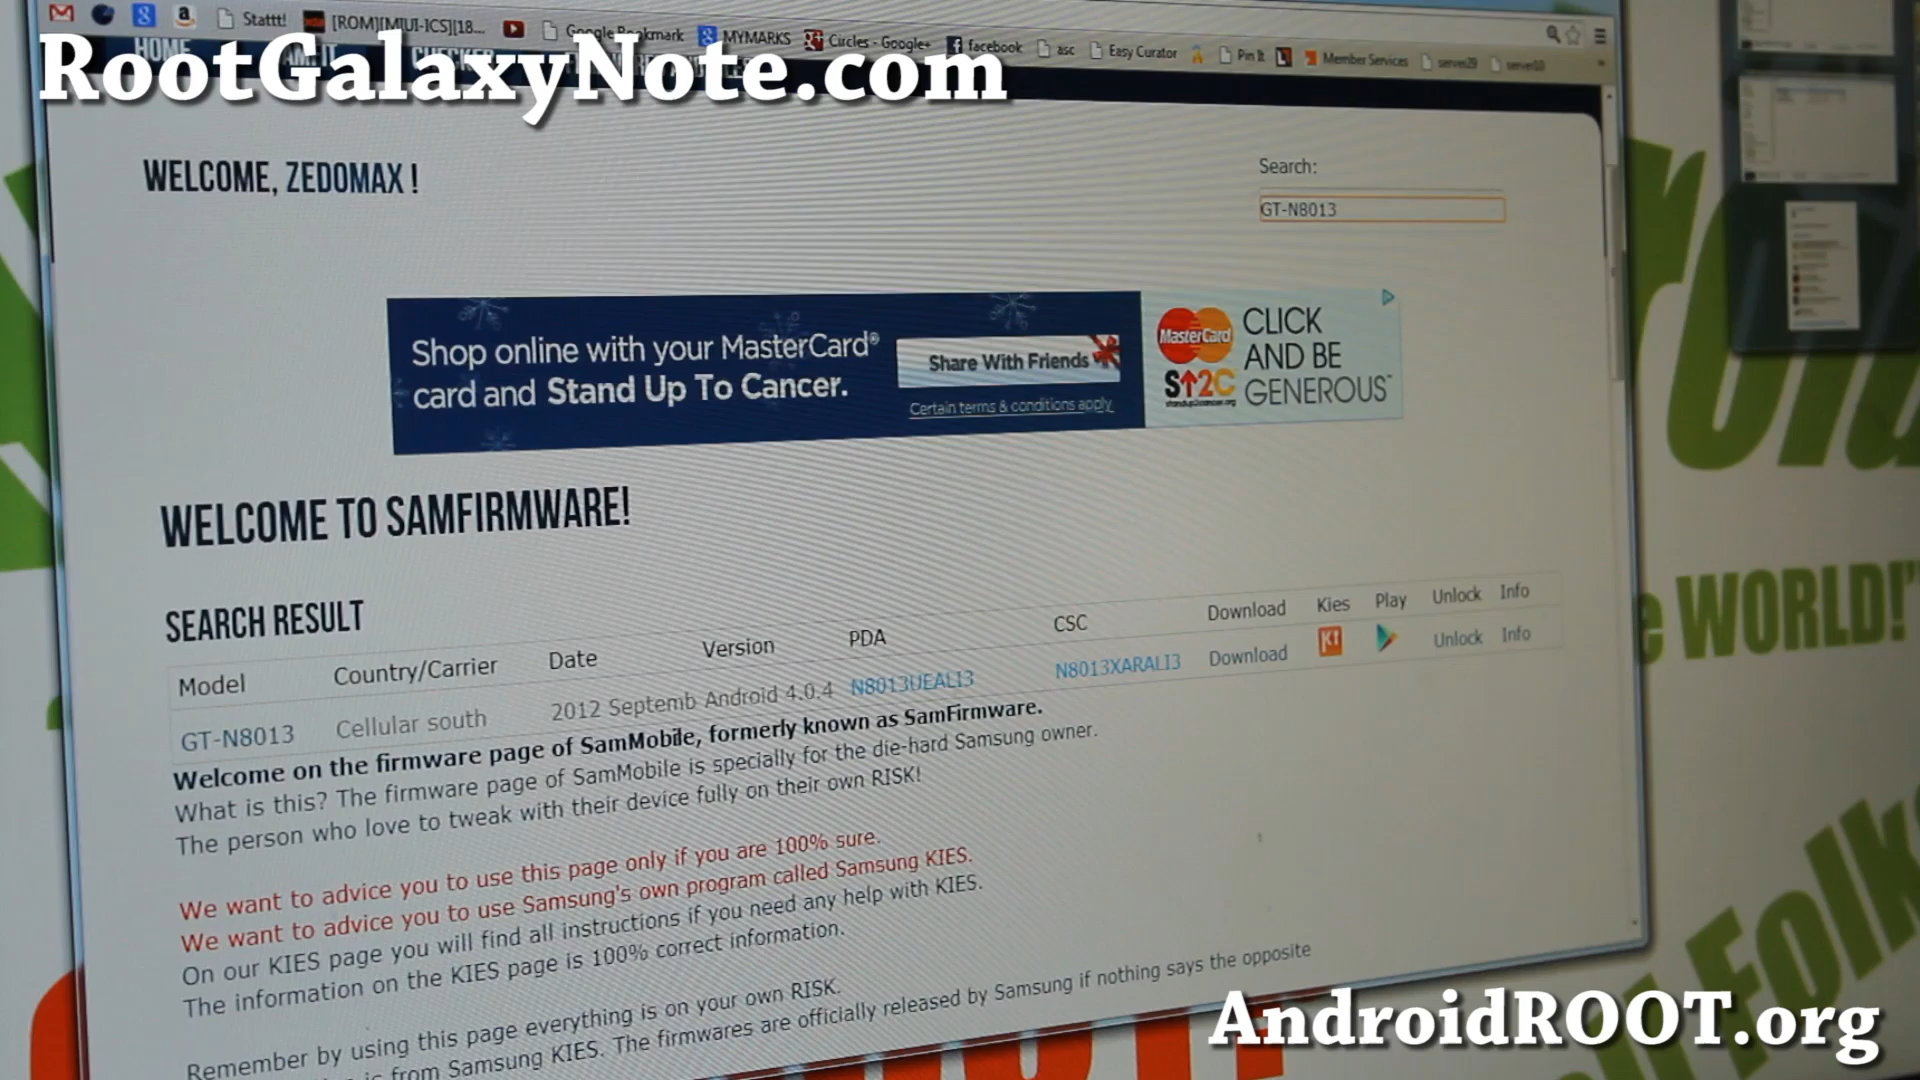 Stattt! [ROM][MIUI-ICS][18... Google Bookmark MYMARKS Circles - Google+ facebook asc Easy Curator Pin It Member Services server29 server10
HOME
RootGalaxyNote.com
WELCOME, ZEDOMAX !
Search:
GT-N8013
Shop online with your MasterCard®
card and Stand Up To Cancer.
Share With Friends
Certain terms & conditions apply
MasterCard
SU2C
CLICK
AND BE
GENEROUS™
WELCOME TO SAMFIRMWARE!
SEARCH RESULT
Model Country/Carrier Date Version PDA CSC Download Kies Play Unlock Info
GT-N8013 Cellular south 2012 Septemb Android 4.0.4 N8013UEALI3 N8013XARALI3 Download Unlock Info
Welcome on the firmware page of SamMobile, formerly known as SamFirmware.
What is this? The firmware page of SamMobile is specially for the die-hard Samsung owner.
The person who love to tweak with their device fully on their own RISK!
We want to advice you to use this page only if you are 100% sure.
We want to advice you to use Samsung's own program called Samsung KIES.
On our KIES page you will find all instructions if you need any help with KIES.
The information on the KIES page is 100% correct information.
Remember by using this page everything is on your own RISK.
is from Samsung KIES. The firmwares are officially released by Samsung if nothing says the opposite
WORLD!
Folk
AndroidROOT.org